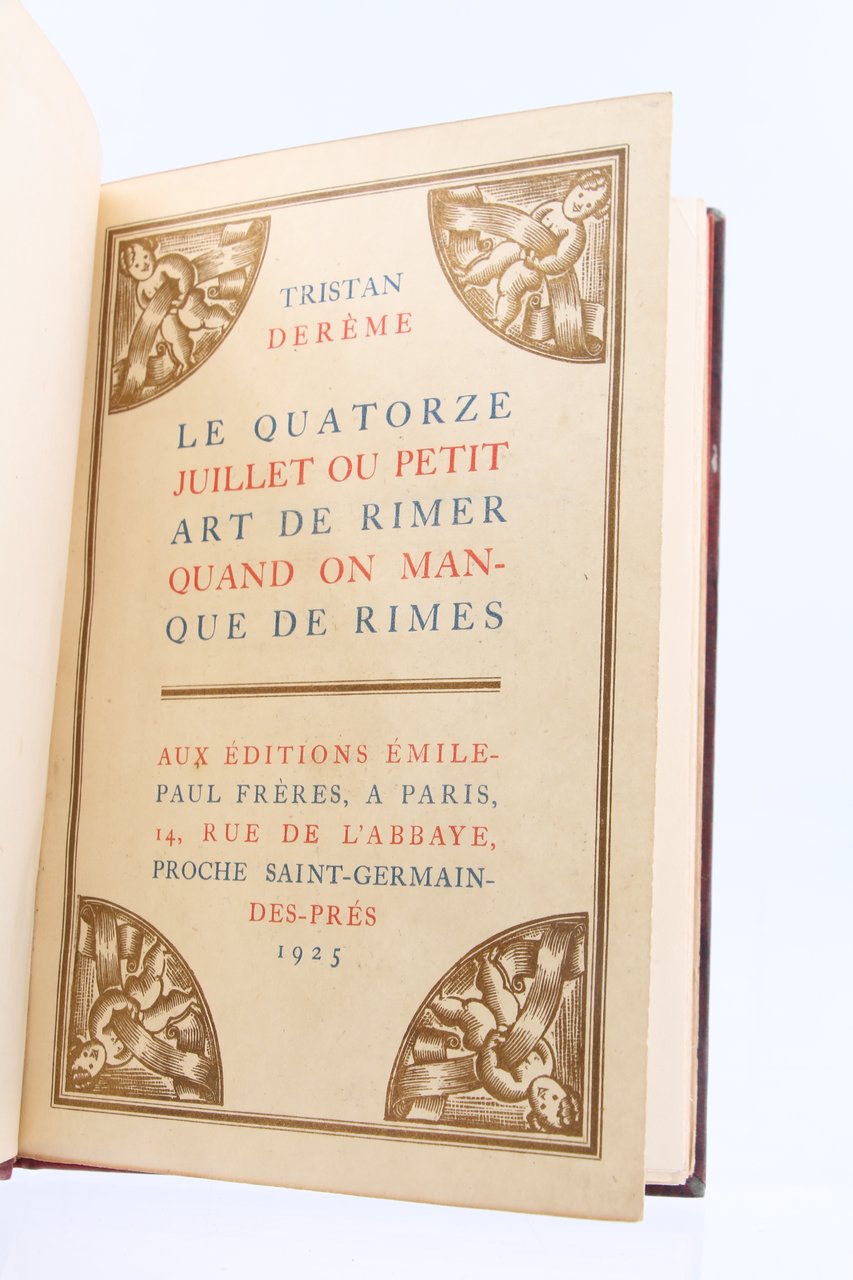 TRISTAN
DERÈME
LE QUATORZE
JUILLET OU PETIT
ART DE RIMER
QUAND ON MAN-
QUE DE RIMES
AUX ÉDITIONS ÉMILE-
PAUL FRÈRES, A PARIS,
14, RUE DE L'ABBAYE,
PROCHE SAINT-GERMAIN-
DES-PRÉS
1925